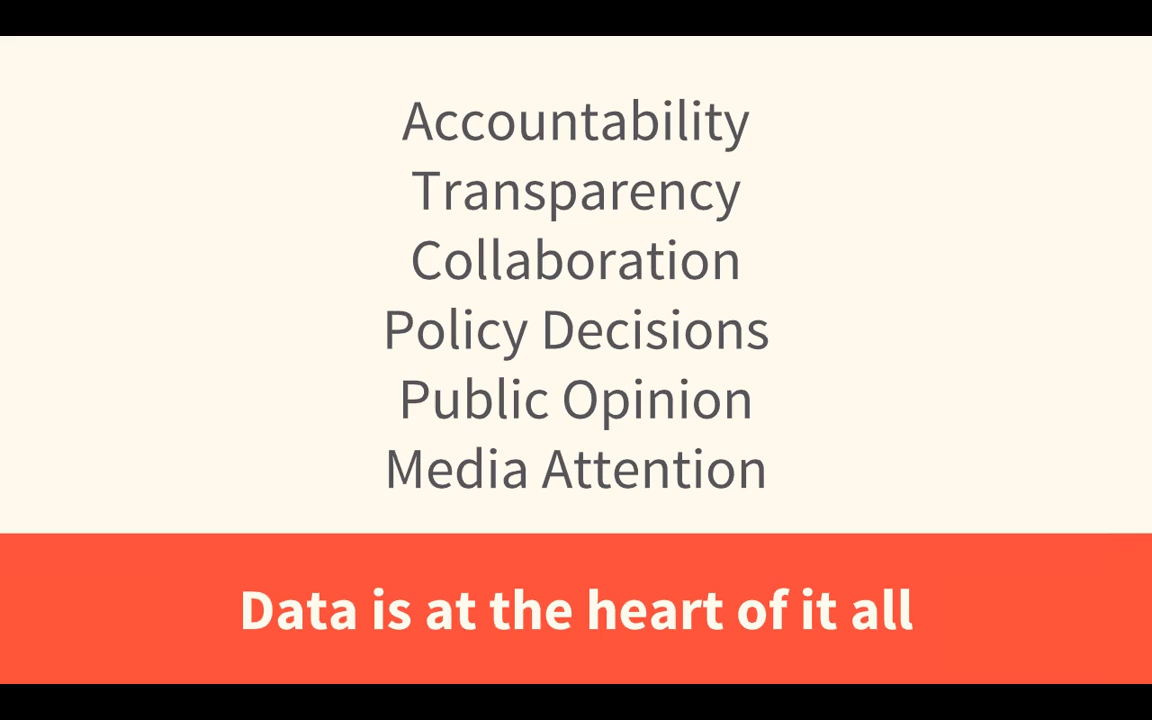 Accountability
Transparency
Collaboration
Policy Decisions
Public Opinion
Media Attention
Data is at the heart of it all